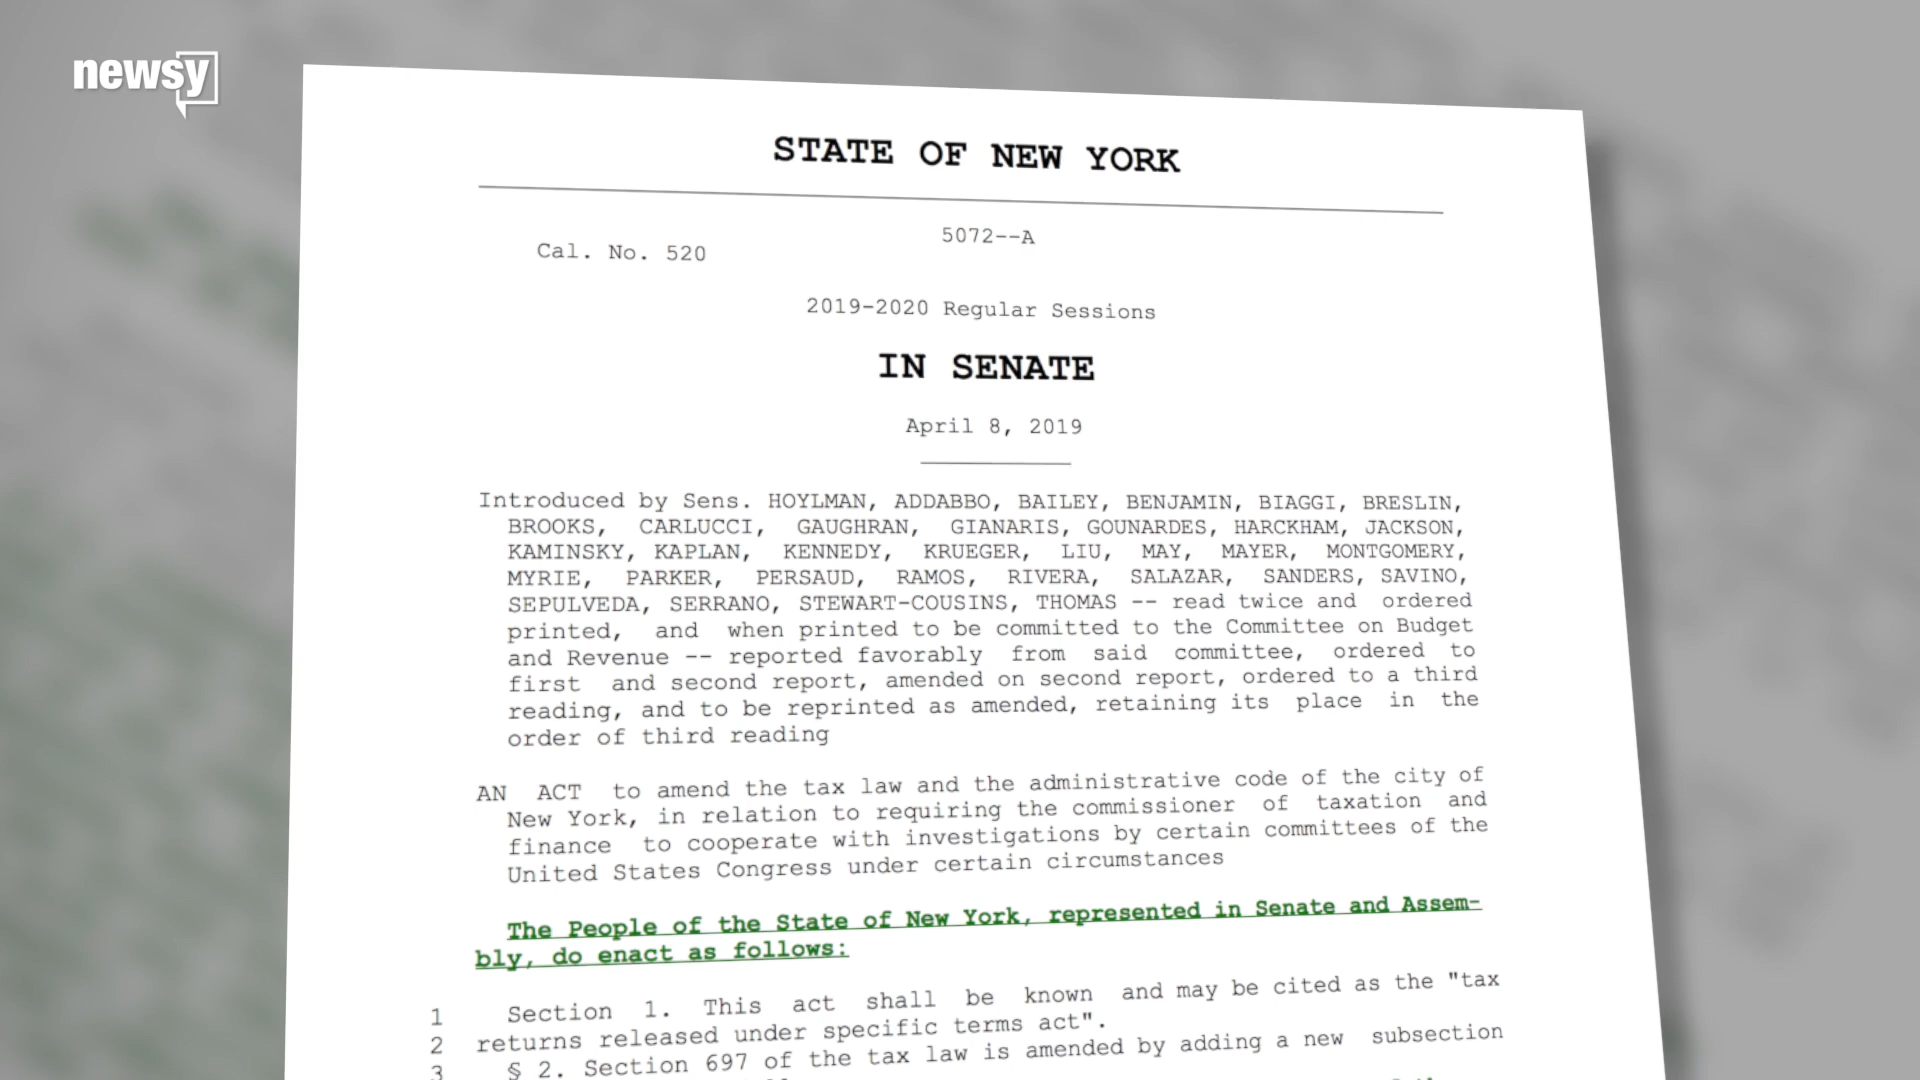 newsy
STATE OF NEW YORK
5072--A
Cal. No. 520
2019-2020 Regular Sessions
IN SENATE
April 8, 2019
Introduced by Sens. HOYLMAN, ADDABBO, BAILEY, BENJAMIN, BIAGGI, BRESLIN,
BROOKS, CARLUCCI, GAUGHRAN, GIANARIS, GOUNARDES, HARCKHAM, JACKSON,
KAMINSKY, KAPLAN, KENNEDY, KRUEGER, LIU, MAY, MAYER, MONTGOMERY,
MYRIE, PARKER, PERSAUD, RAMOS, RIVERA, SALAZAR, SANDERS, SAVINO,
SEPULVEDA, SERRANO, STEWART-COUSINS, THOMAS -- read twice and ordered
printed, and when printed to be committed to the Committee on Budget
and Revenue -- reported favorably from said committee, ordered to
first and second report, amended on second report, ordered to a third
reading, and to be reprinted as amended, retaining its place in the
order of third reading
AN ACT to amend the tax law and the administrative code of the city of
New York, in relation to requiring the commissioner of taxation and
finance to cooperate with investigations by certain committees of the
United States Congress under certain circumstances
The People of the State of New York, represented in Senate and Assem-
bly, do enact as follows:
1 Section 1. This act shall be known and may be cited as the "tax
2 returns released under specific terms act".
3 § 2. Section 697 of the tax law is amended by adding a new subsection